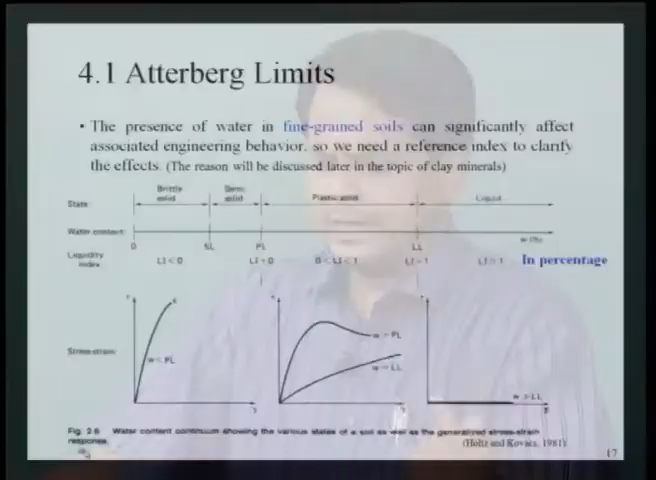 4.1 Atterberg Limits
• The presence of water in fine-grained soils can significantly affect
associated engineering behavior, so we need a reference index to clarify
the effects. (The reason will be discussed later in the topic of clay minerals)
State:
Brittle solid
Semi solid
Plastic solid
Liquid
Water content:
0
SL
PL
LL
Liquidity index
LI < 0
LI = 0
0 < LI < 1
LI = 1
LI > 1
In percentage
Stress-strain:
w < PL
w ~ PL
w ~ LL
w > LL
Fig. 2.6 Water content continuum showing the various states of a soil as well as the generalized stress-strain
response.
(Holtz and Kovacs, 1981)
17